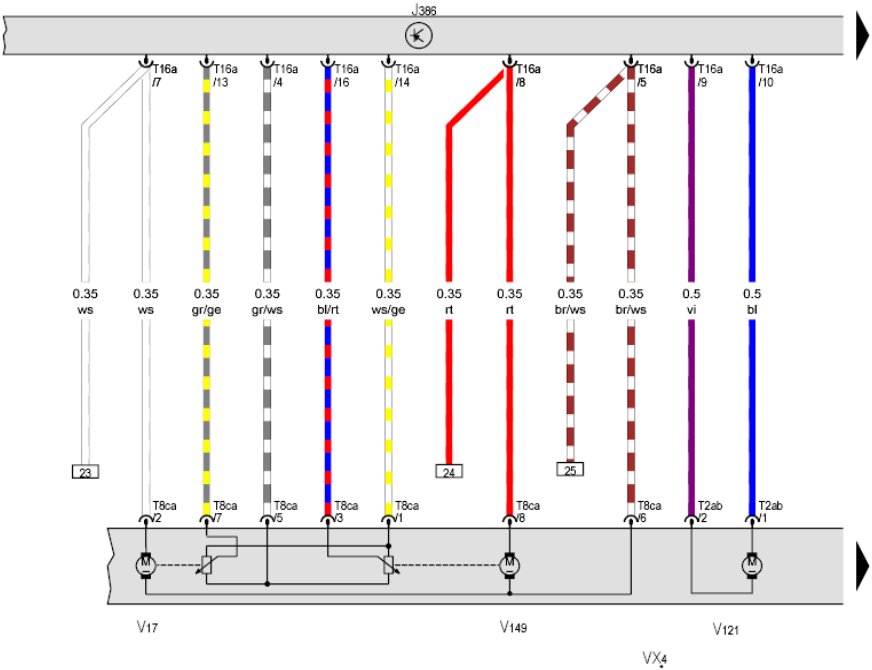 J386
T16a T16a T16a T16a T16a T16a T16a T16a T16a
/7 /13 /4 /16 /14 /8 /5 /9 /10
0.35 0.35 0.35 0.35 0.35 0.35 0.35 0.35 0.35 0.35 0.5 0.5
ws ws gr/ge gr/ws bl/rt ws/ge rt rt br/ws br/ws vi bl
23 24 25
T8ca T8ca T8ca T8ca T8ca T8ca T8ca T2ab T2ab
/2 /7 /5 /3 /1 /8 /6 /2 /1
M M M
V17 V149 V121
VX4